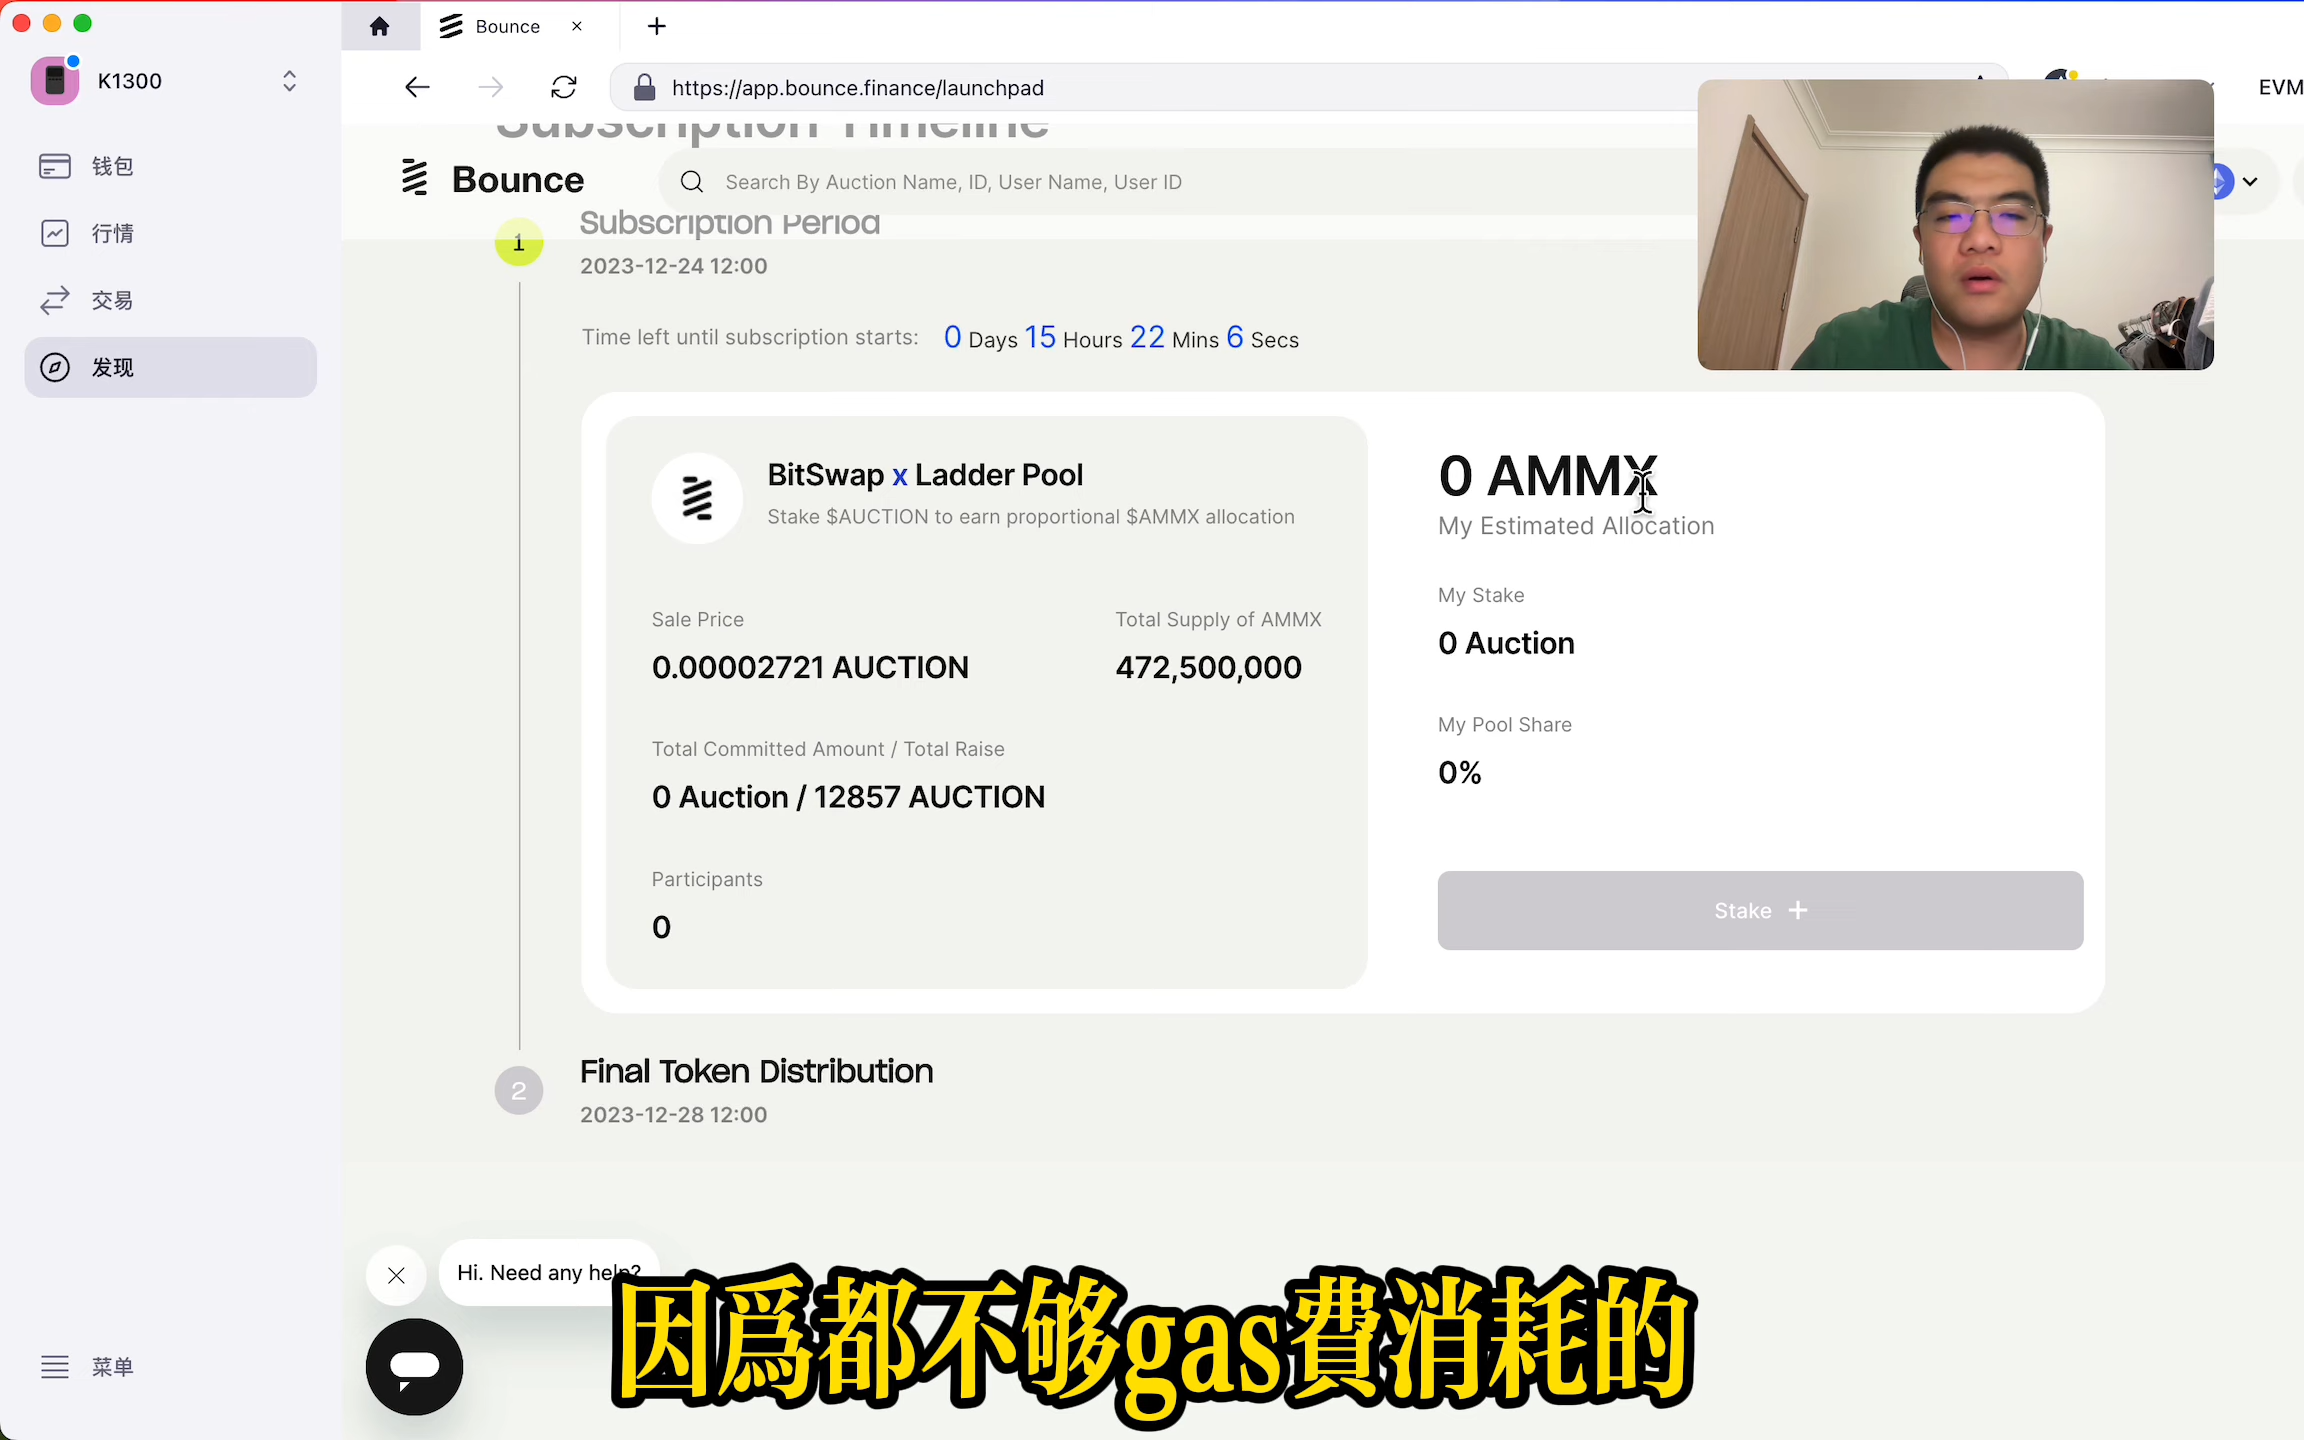 Bounce
K1300
https://app.bounce.finance/launchpad
EVM
钱包
行情
交易
发现
菜单
Subscription Timeline
Bounce
Search By Auction Name, ID, User Name, User ID
1
Subscription Period
2023-12-24 12:00
Time left until subscription starts: 0 Days 15 Hours 22 Mins 6 Secs
BitSwap x Ladder Pool
Stake $AUCTION to earn proportional $AMMX allocation
Sale Price
0.00002721 AUCTION
Total Supply of AMMX
472,500,000
Total Committed Amount / Total Raise
0 Auction / 12857 AUCTION
Participants
0
0 AMMX
My Estimated Allocation
My Stake
0 Auction
My Pool Share
0%
Stake +
2
Final Token Distribution
2023-12-28 12:00
Hi. Need any help?
因爲都不够gas費消耗的